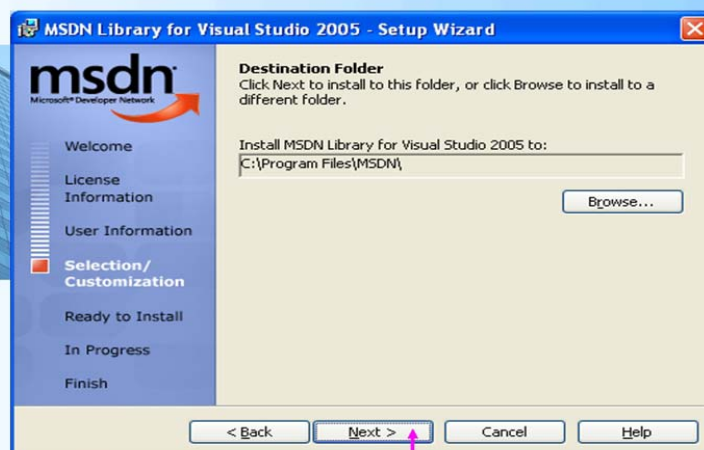 MSDN Library for Visual Studio 2005 - Setup Wizard
msdn
Microsoft® Developer Network
Welcome
License
Information
User Information
Selection/
Customization
Ready to Install
In Progress
Finish
Destination Folder
Click Next to install to this folder, or click Browse to install to a
different folder.
Install MSDN Library for Visual Studio 2005 to:
C:\Program Files\MSDN\
Browse...
< Back
Next >
Cancel
Help